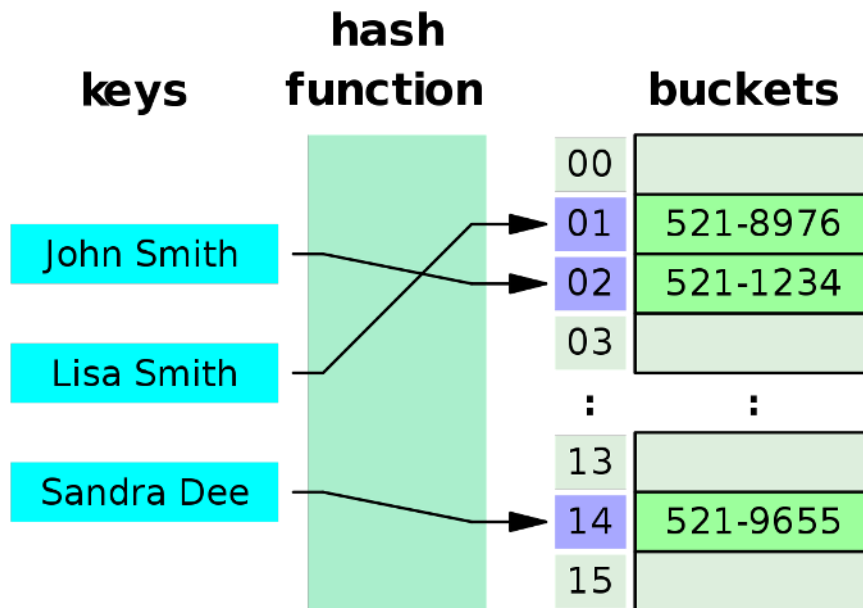 keys
hash
function
buckets
John Smith
Lisa Smith
Sandra Dee
00
01 521-8976
02 521-1234
03
: :
13
14 521-9655
15